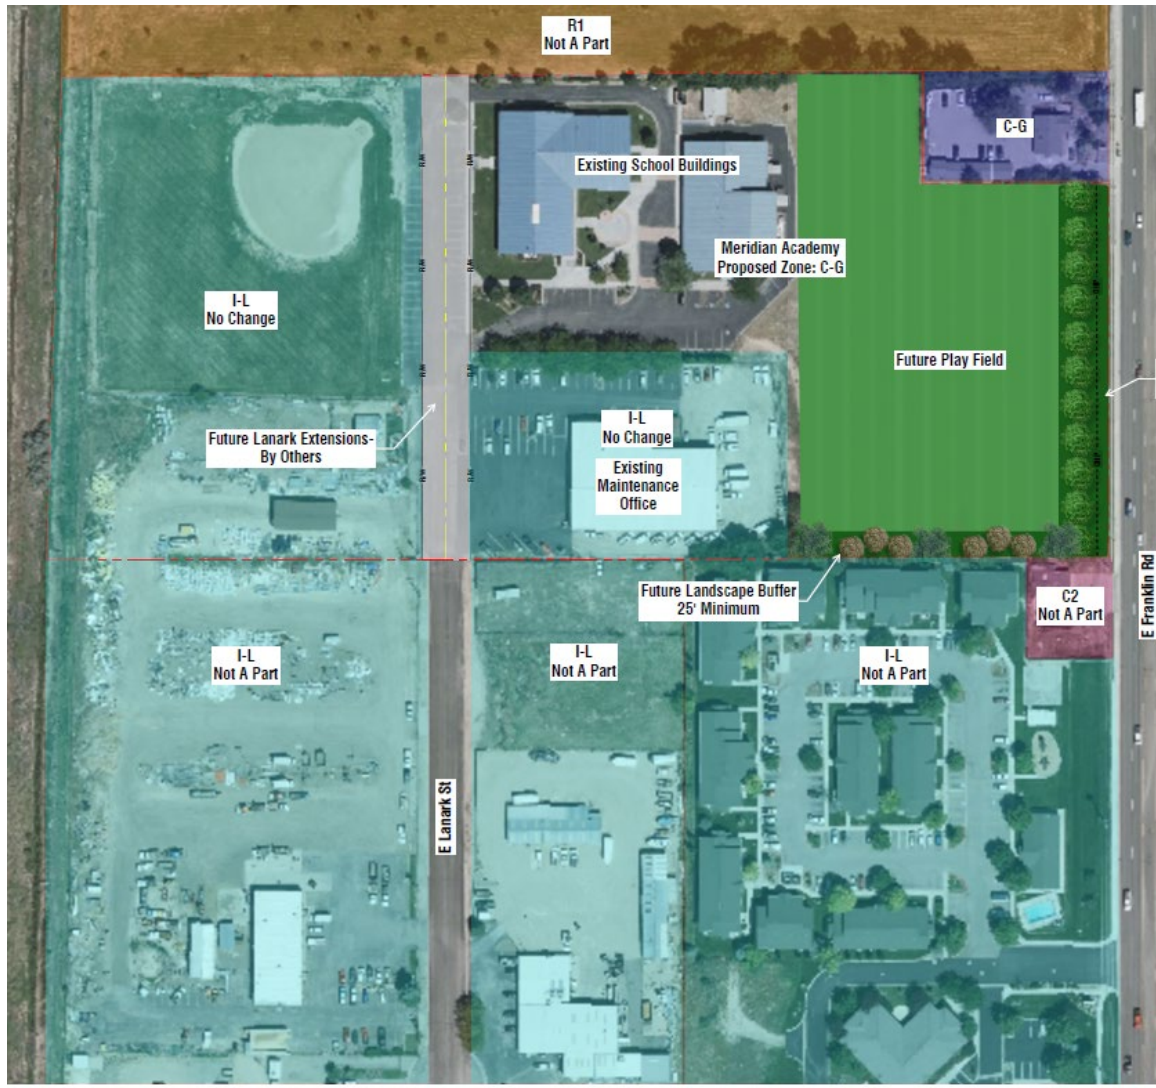 R1
Not A Part
C-G
Existing School Buildings
Meridian Academy
Proposed Zone: C-G
I-L
No Change
Future Play Field
I-L
No Change
Future Lanark Extensions-
By Others
Existing
Maintenance
Office
Future Landscape Buffer
25' Minimum
C2
Not A Part
E Franklin Rd
I-L
Not A Part
I-L
Not A Part
I-L
Not A Part
E Lanark St